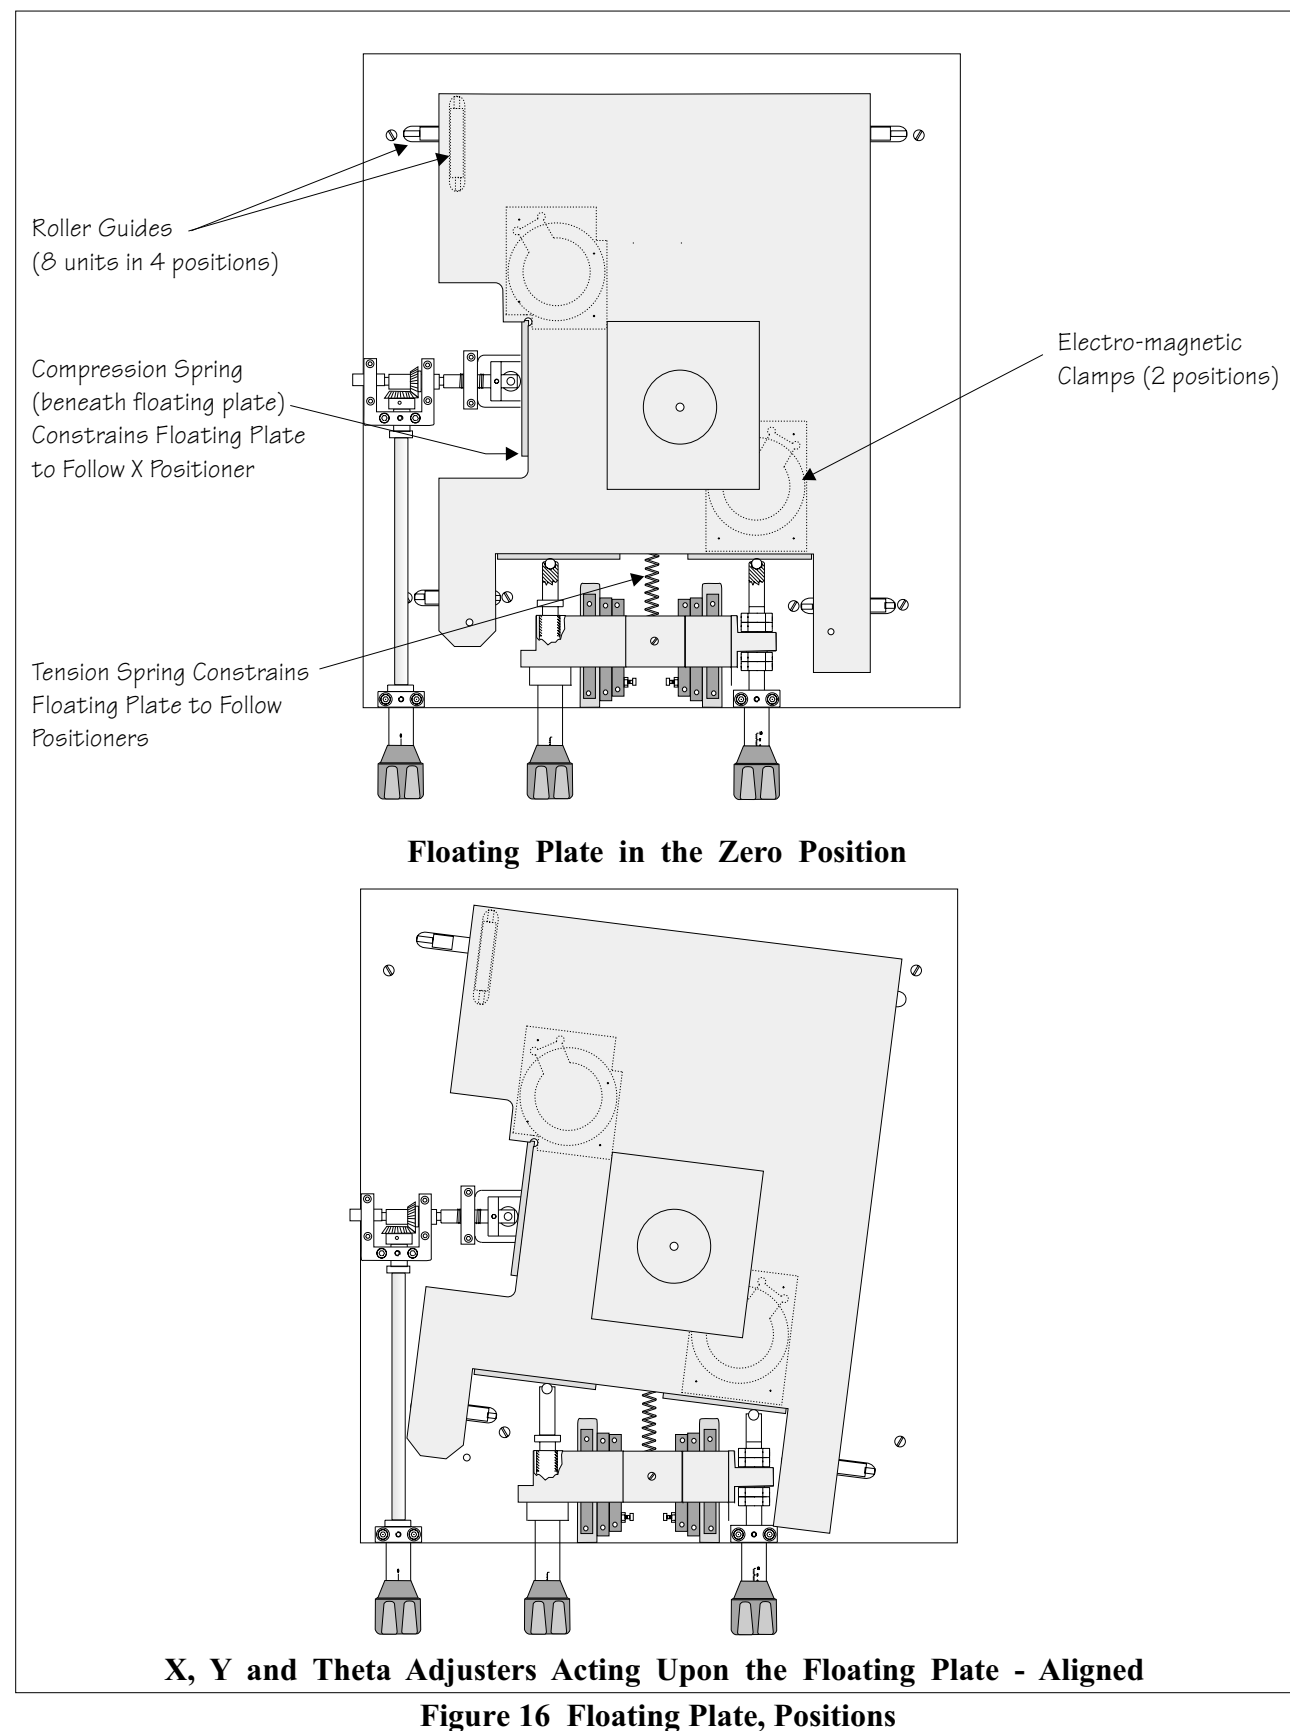 Roller Guides
(8 units in 4 positions)
Compression Spring
(beneath floating plate)
Constrains Floating Plate
to Follow X Positioner
Electro-magnetic
Clamps (2 positions)
Tension Spring Constrains
Floating Plate to Follow
Positioners
Floating Plate in the Zero Position
X, Y and Theta Adjusters Acting Upon the Floating Plate - Aligned
Figure 16 Floating Plate, Positions